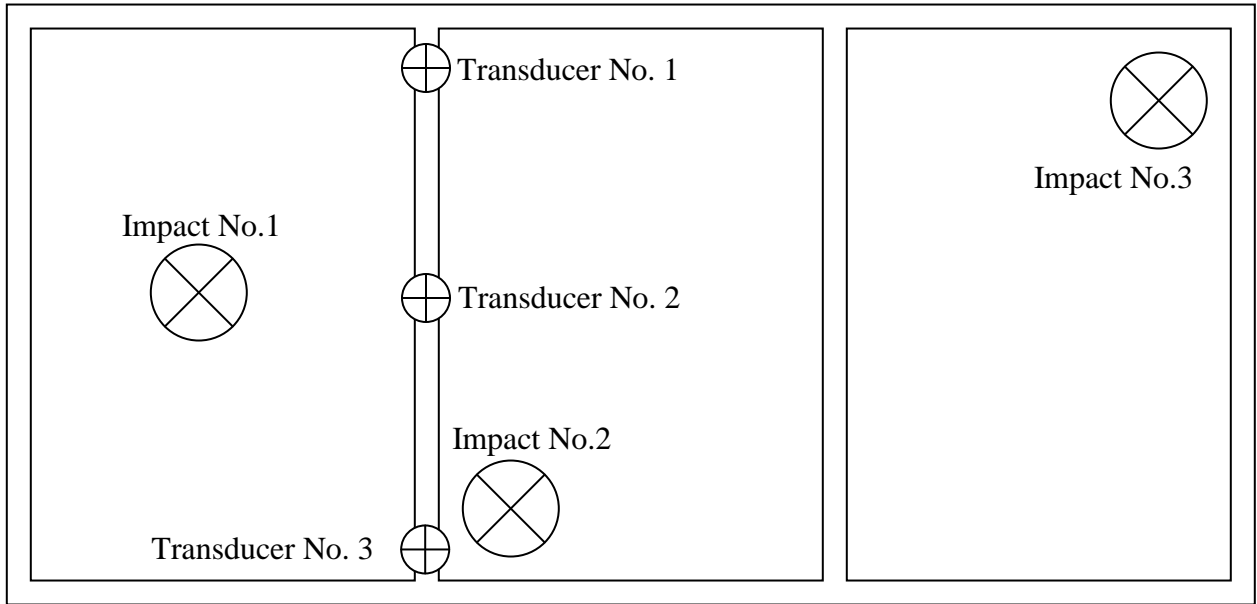 Transducer No. 1
Impact No.3
Impact No.1
Transducer No. 2
Impact No.2
Transducer No. 3